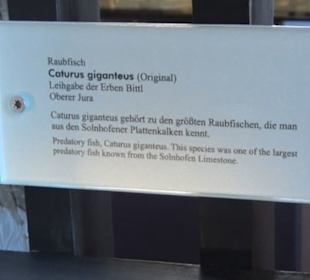 Raubfisch
Caturus giganteus (Original)
Leihgabe der Erben Bittl
Oberer Jura
Caturus giganteus gehört zu den größten Raubfischen, die man
aus den Solnhofener Plattenkalken kennt.
Predatory fish, Caturus giganteus. This species was one of the largest
predatory fish known from the Solnhofen Limestone.